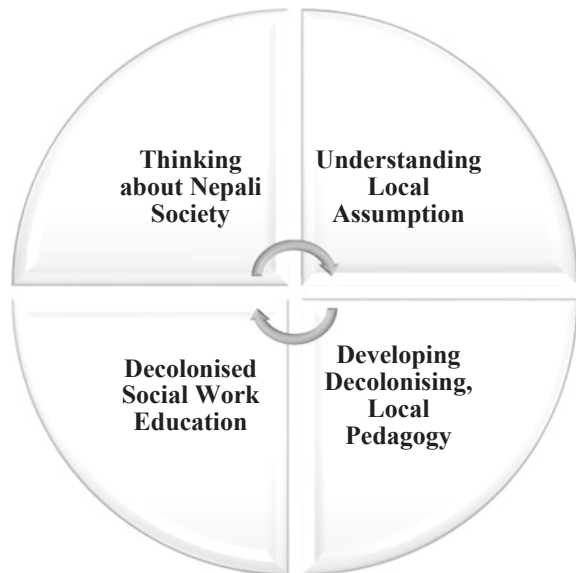 Thinking
about Nepali
Society
Understanding
Local
Assumption
Decolonised
Social Work
Education
Developing
Decolonising,
Local
Pedagogy